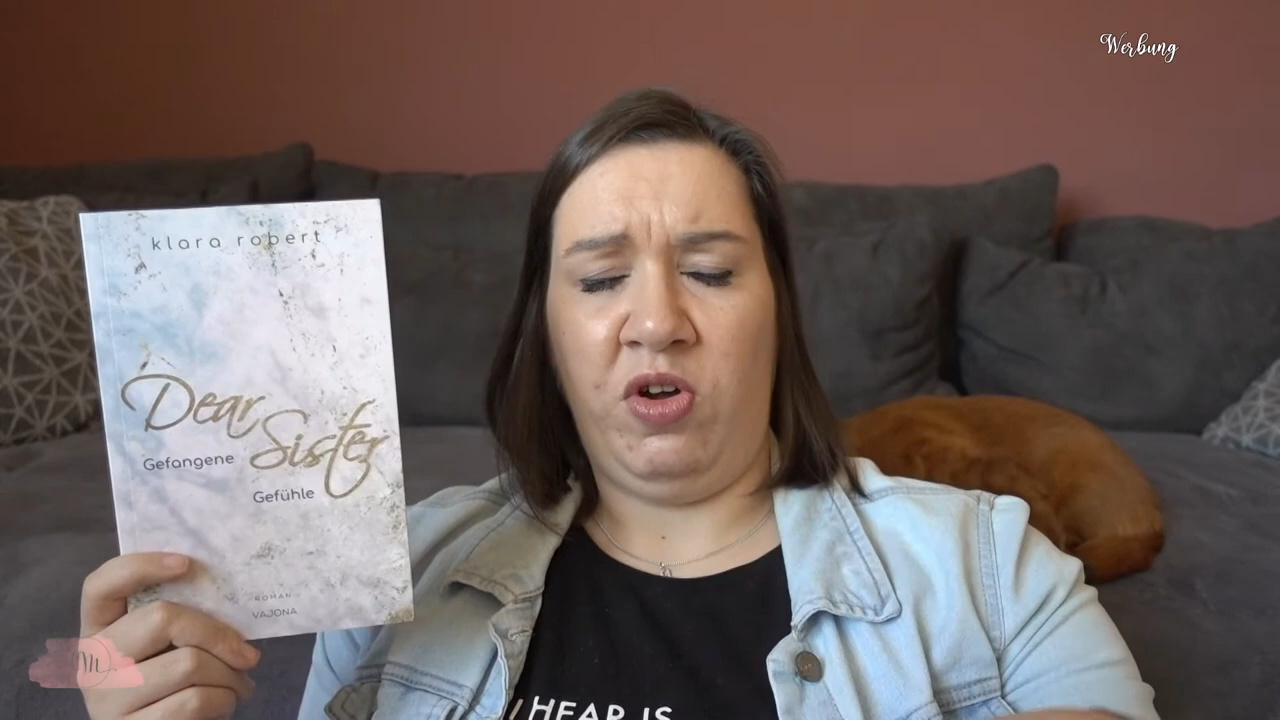 Werbung
klara robert
Dear
Sister
Gefangene
Gefühle
ROMAN
VAJONA
M
HEAR IS